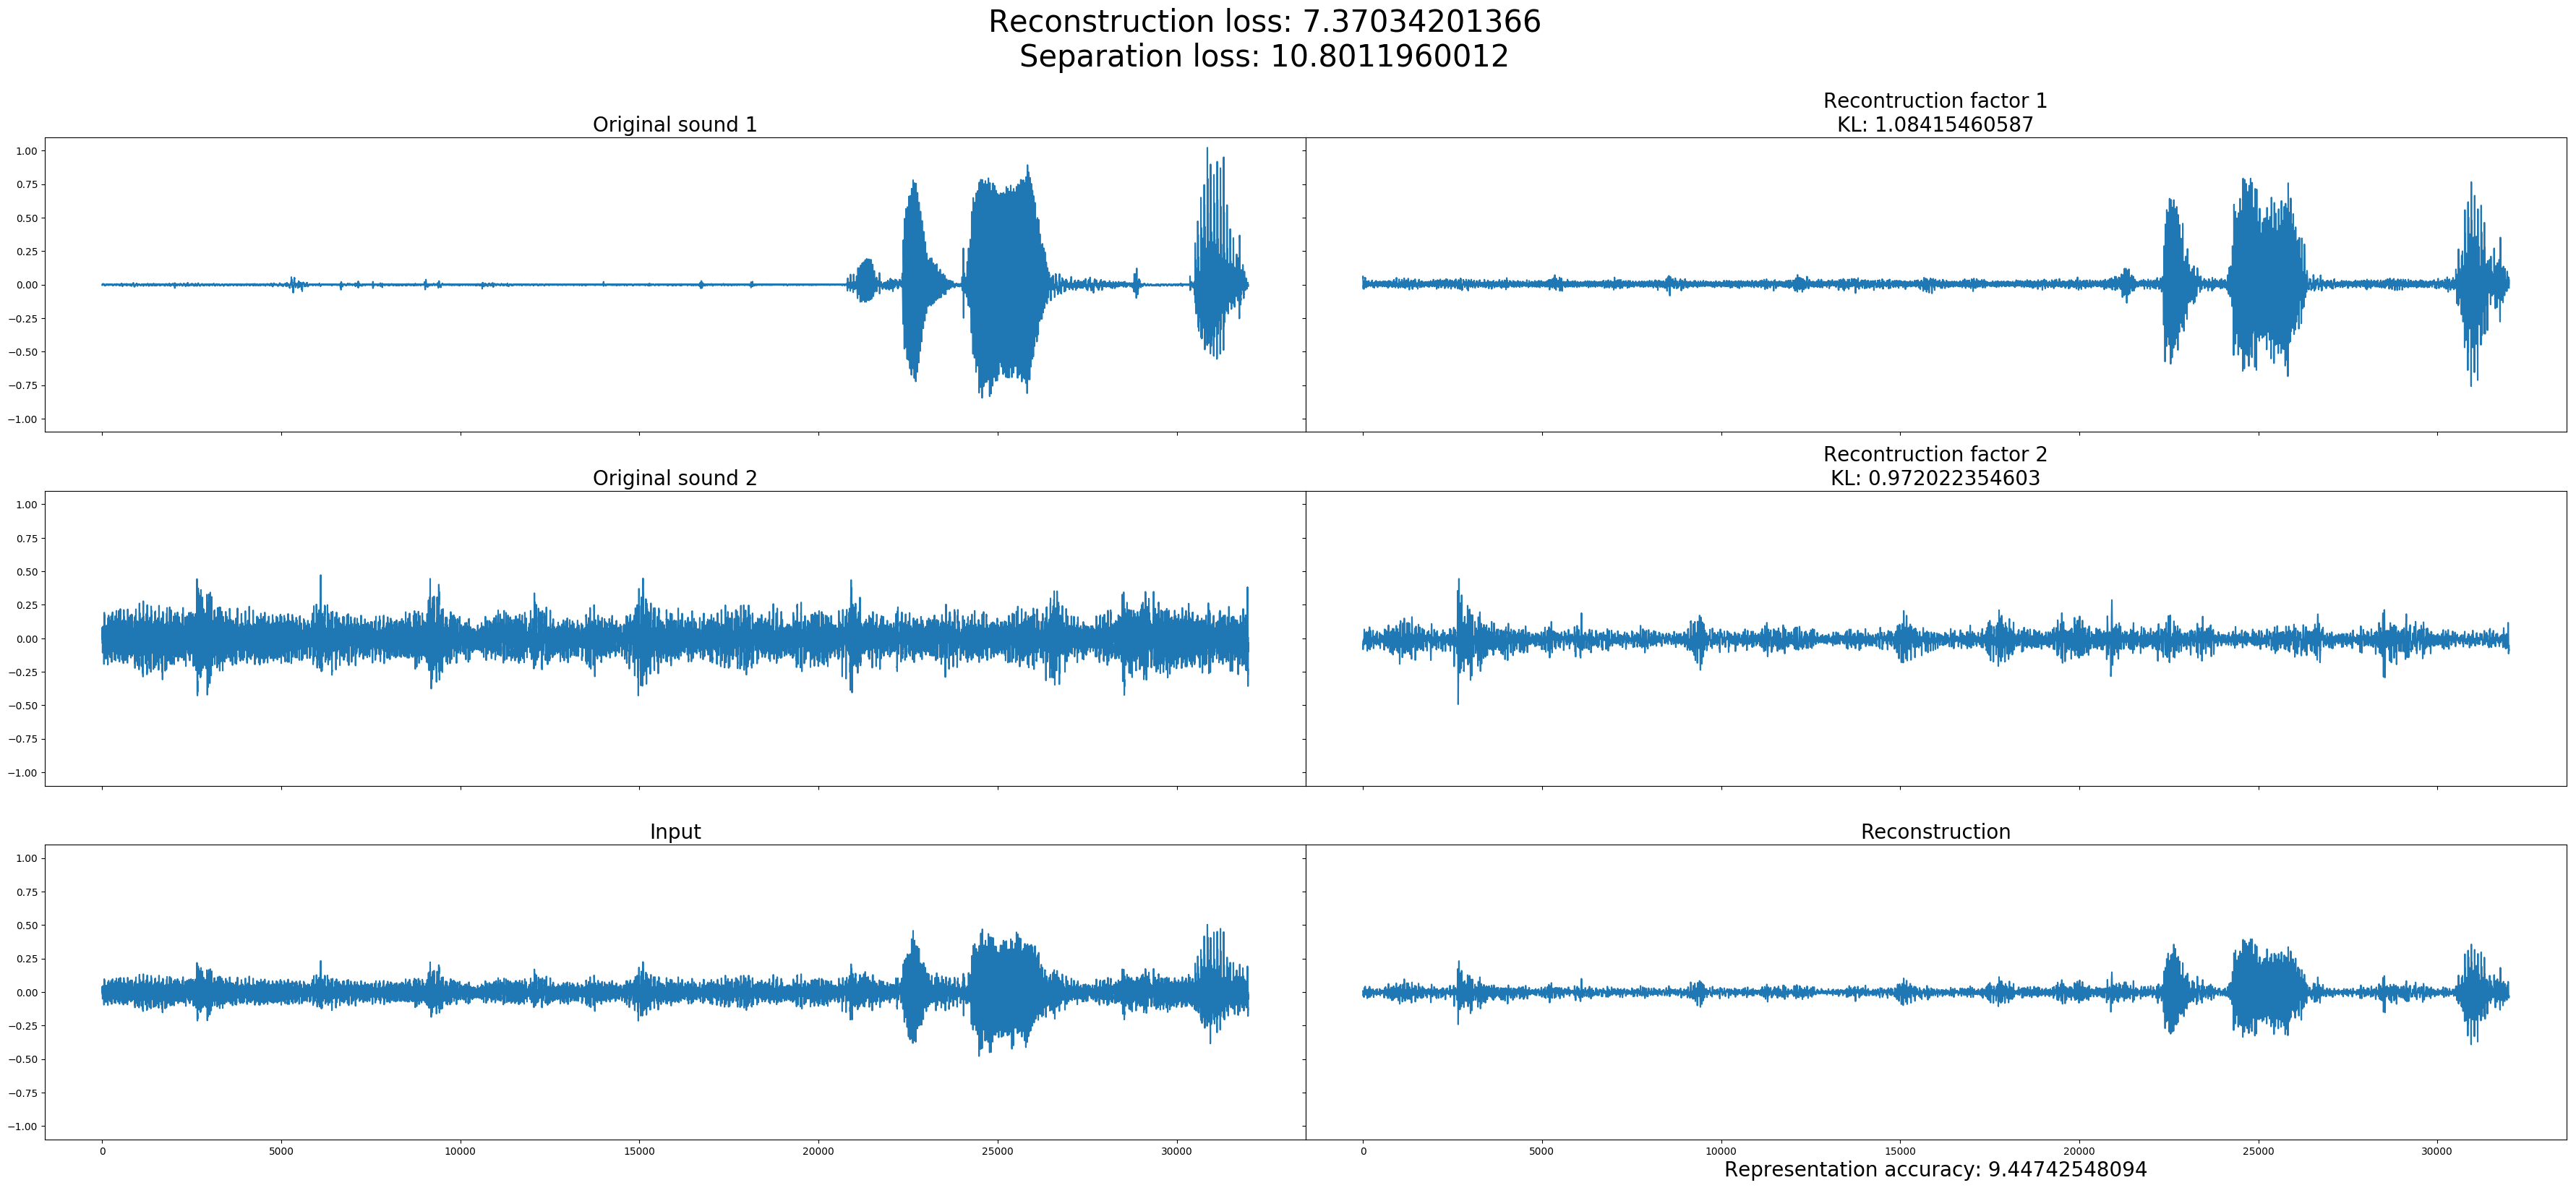 Reconstruction loss: 7.37034201366
Separation loss: 10.8011960012
Original sound 1
Recontruction factor 1
KL: 1.08415460587
1.00
0.75
0.50
0.25
0.00
−0.25
−0.50
−0.75
−1.00
Original sound 2
Recontruction factor 2
KL: 0.972022354603
1.00
0.75
0.50
0.25
0.00
−0.25
−0.50
−0.75
−1.00
Input
Reconstruction
1.00
0.75
0.50
0.25
0.00
−0.25
−0.50
−0.75
−1.00
0 5000 10000 15000 20000 25000 30000
0 5000 10000 15000 20000 25000 30000
Representation accuracy: 9.44742548094